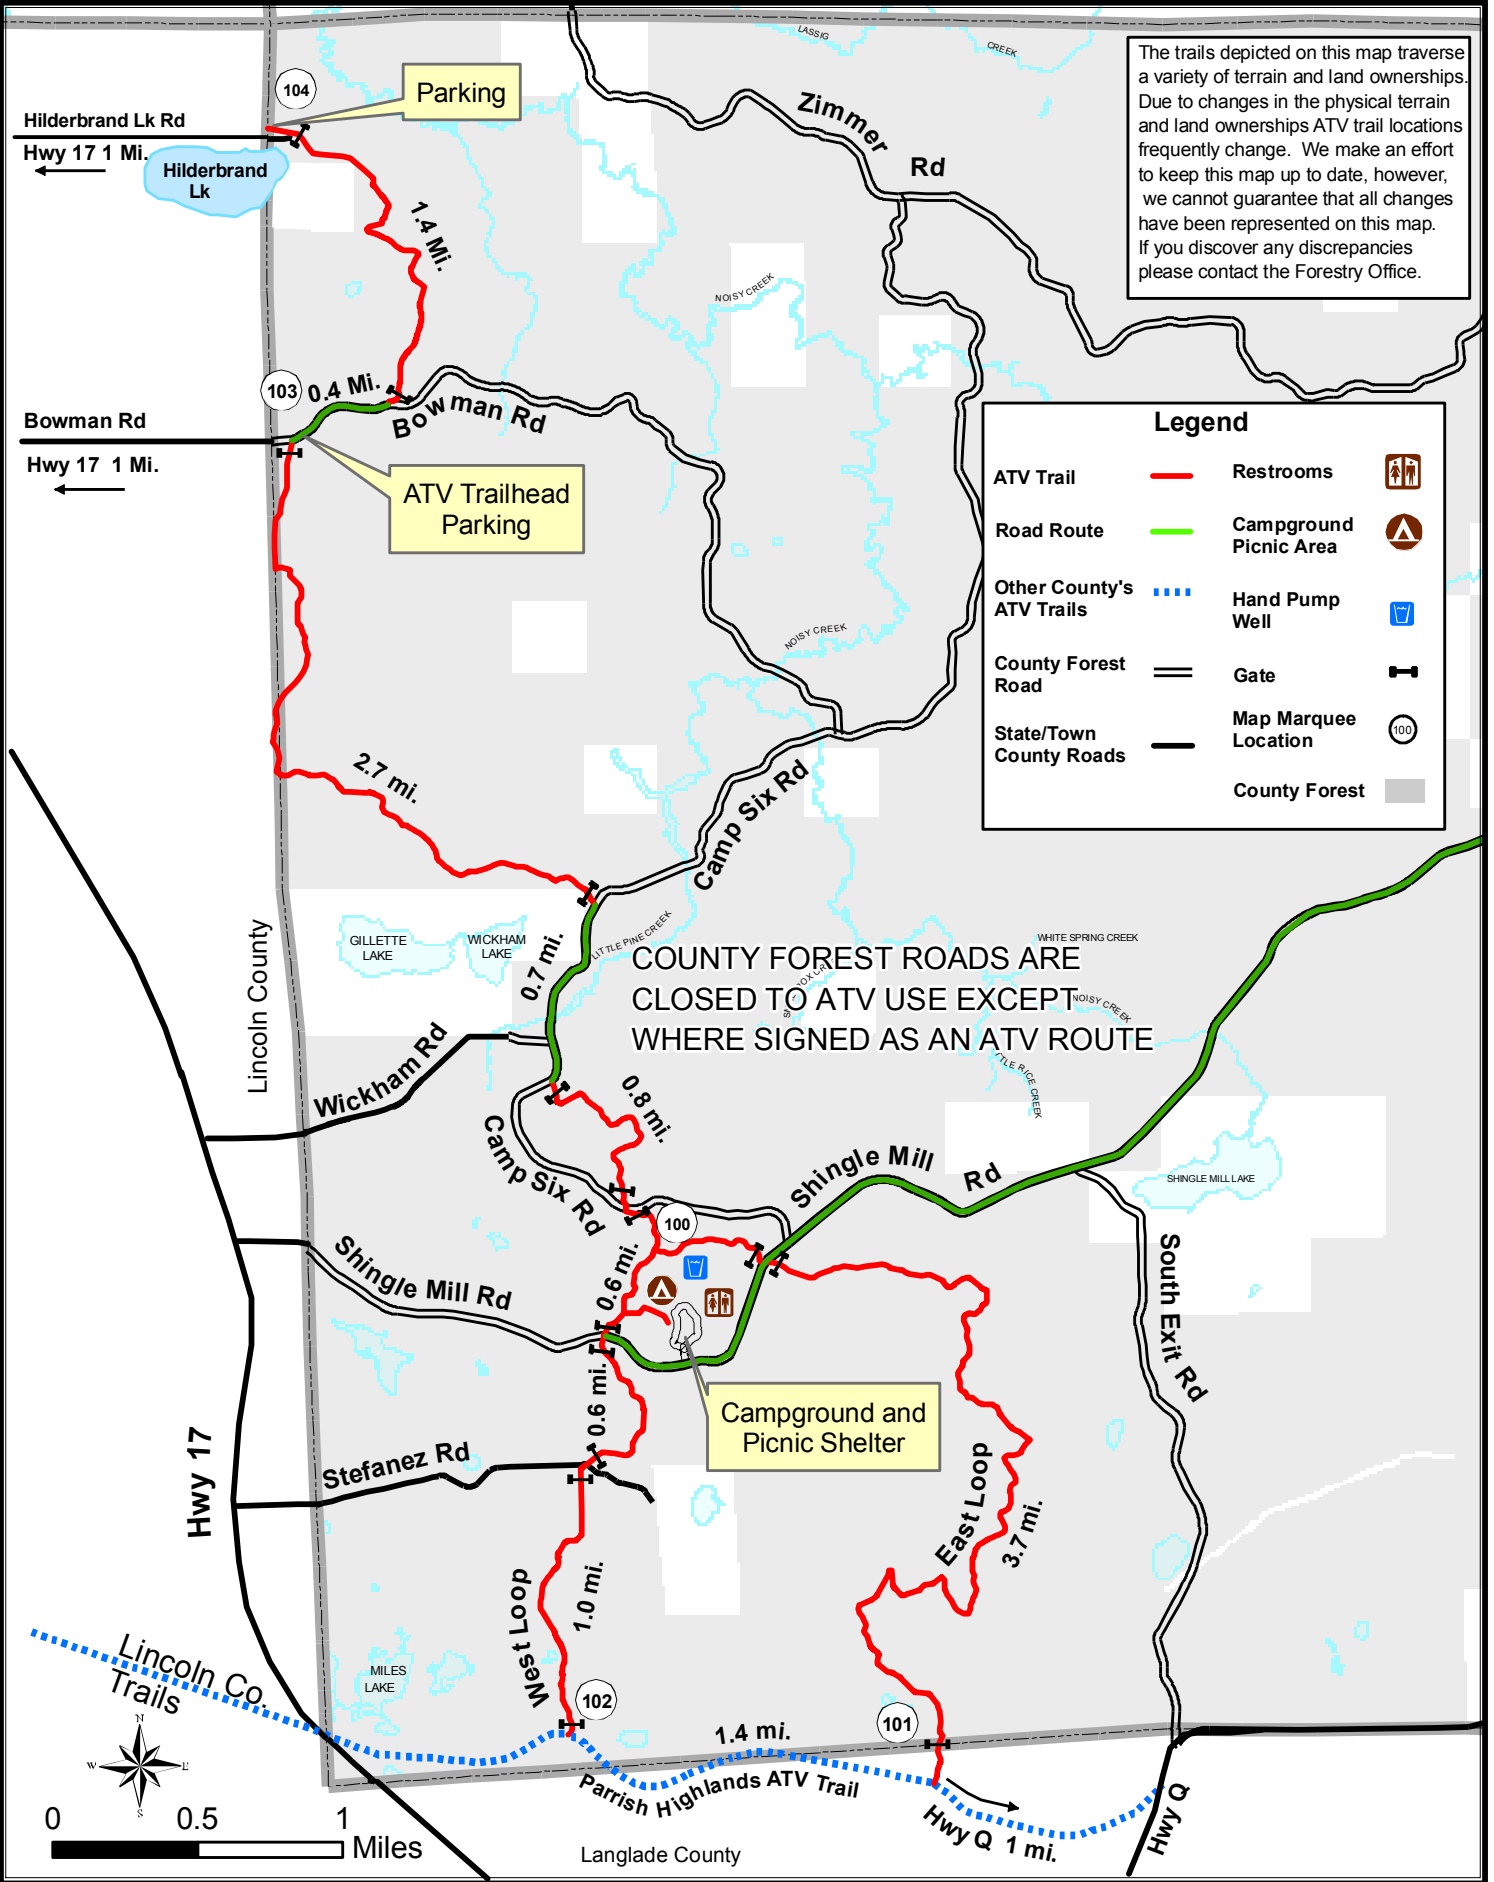 LASSIG
CREEK
The trails depicted on this map traverse
a variety of terrain and land ownerships.
Due to changes in the physical terrain
and land ownerships ATV trail locations
frequently change. We make an effort
to keep this map up to date, however,
we cannot guarantee that all changes
have been represented on this map.
If you discover any discrepancies
please contact the Forestry Office.
104
Parking
Hilderbrand Lk Rd
Hwy 17 1 Mi.
Hilderbrand
Lk
Zimmer
Rd
1.4 Mi.
NOISY CREEK
103
0.4 Mi.
Bowman Rd
Bowman Rd
Hwy 17 1 Mi.
ATV Trailhead
Parking
Legend
ATV Trail
Restrooms
Road Route
Campground
Picnic Area
Other County's
ATV Trails
Hand Pump
Well
County Forest
Road
Gate
State/Town
County Roads
Map Marquee
Location
100
County Forest
NOISY CREEK
2.7 mi.
Camp Six Rd
Lincoln County
GILLETTE
LAKE
WICKHAM
LAKE
0.7 mi.
LITTLE PINE CREEK
WHITE SPRING CREEK
COUNTY FOREST ROADS ARE
CLOSED TO ATV USE EXCEPT
WHERE SIGNED AS AN ATV ROUTE
NOISY CREEK
TLE RICE CREEK
Wickham Rd
0.8 mi.
Camp Six Rd
Shingle Mill
Rd
SHINGLE MILL LAKE
100
Shingle Mill Rd
0.6 mi.
South Exit Rd
0.6 mi.
Campground and
Picnic Shelter
Hwy 17
Stefanez Rd
East Loop
3.7 mi.
West Loop
1.0 mi.
Lincoln Co.
Trails
MILES
LAKE
102
101
1.4 mi.
Parrish Highlands ATV Trail
Hwy Q 1 mi.
Hwy Q
N
W
E
S
0
0.5
1
Miles
Langlade County